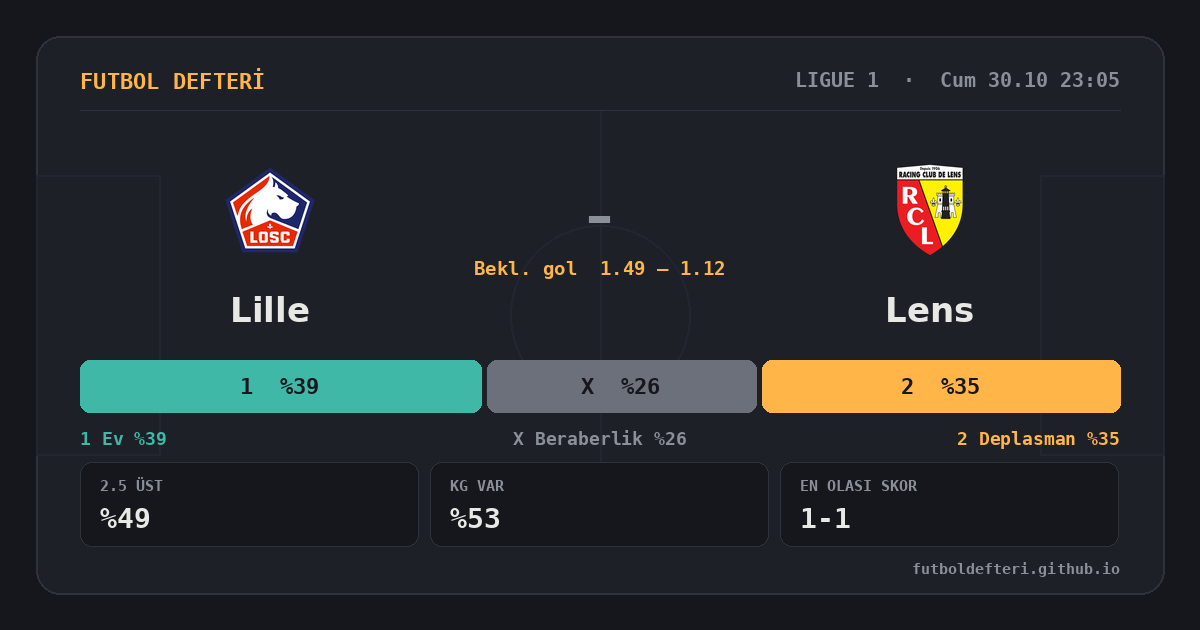 FUTBOL DEFTERİ
LIGUE 1 · Cum 30.10 23:05
LOSC
Depuis 1906
RACING CLUB DE LENS
R
C
L
–
Bekl. gol 1.49 — 1.12
Lille
Lens
1 %39
X %26
2 %35
1 Ev %39
X Beraberlik %26
2 Deplasman %35
2.5 ÜST
KG VAR
EN OLASI SKOR
%49
%53
1-1
futboldefteri.github.io